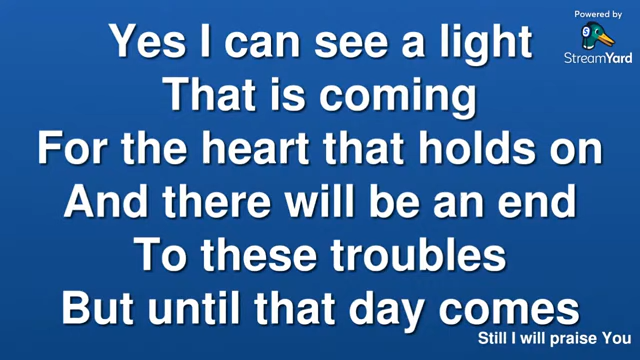 Powered by
StreamYard
Yes I can see a light
That is coming
For the heart that holds on
And there will be an end
To these troubles
But until that day comes
Still I will praise You